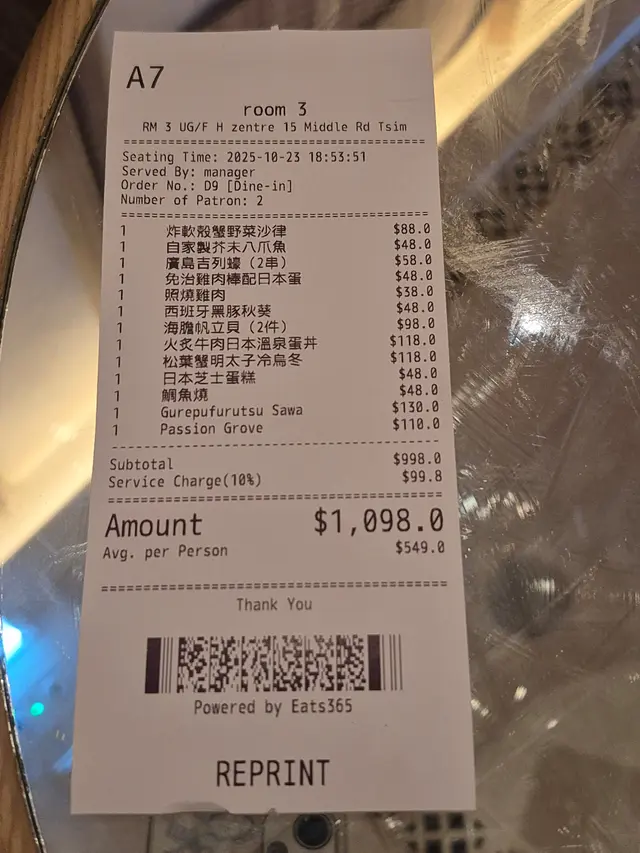 A7
room 3
RM 3 UG/F H zentre 15 Middle Rd Tsim
Seating Time: 2025-10-23 18:53:51
Served By: manager
Order No.: D9 [Dine-in]
Number of Patron: 2
1 炸軟殼蟹野菜沙律 $88.0
1 自家製芥末八爪魚 $48.0
1 廣島吉列蠔（2串） $58.0
1 免治雞肉棒配日本蛋 $48.0
1 照燒雞肉 $38.0
1 西班牙黑豚秋葵 $48.0
1 海膽帆立貝（2件） $98.0
1 火炙牛肉日本溫泉蛋丼 $118.0
1 松葉蟹明太子冷烏冬 $118.0
1 日本芝士蛋糕 $48.0
1 鯛魚燒 $48.0
1 Gurepufurutsu Sawa $130.0
1 Passion Grove $110.0
Subtotal $998.0
Service Charge(10%) $99.8
Amount $1,098.0
Avg. per Person $549.0
Thank You
Powered by Eats365
REPRINT